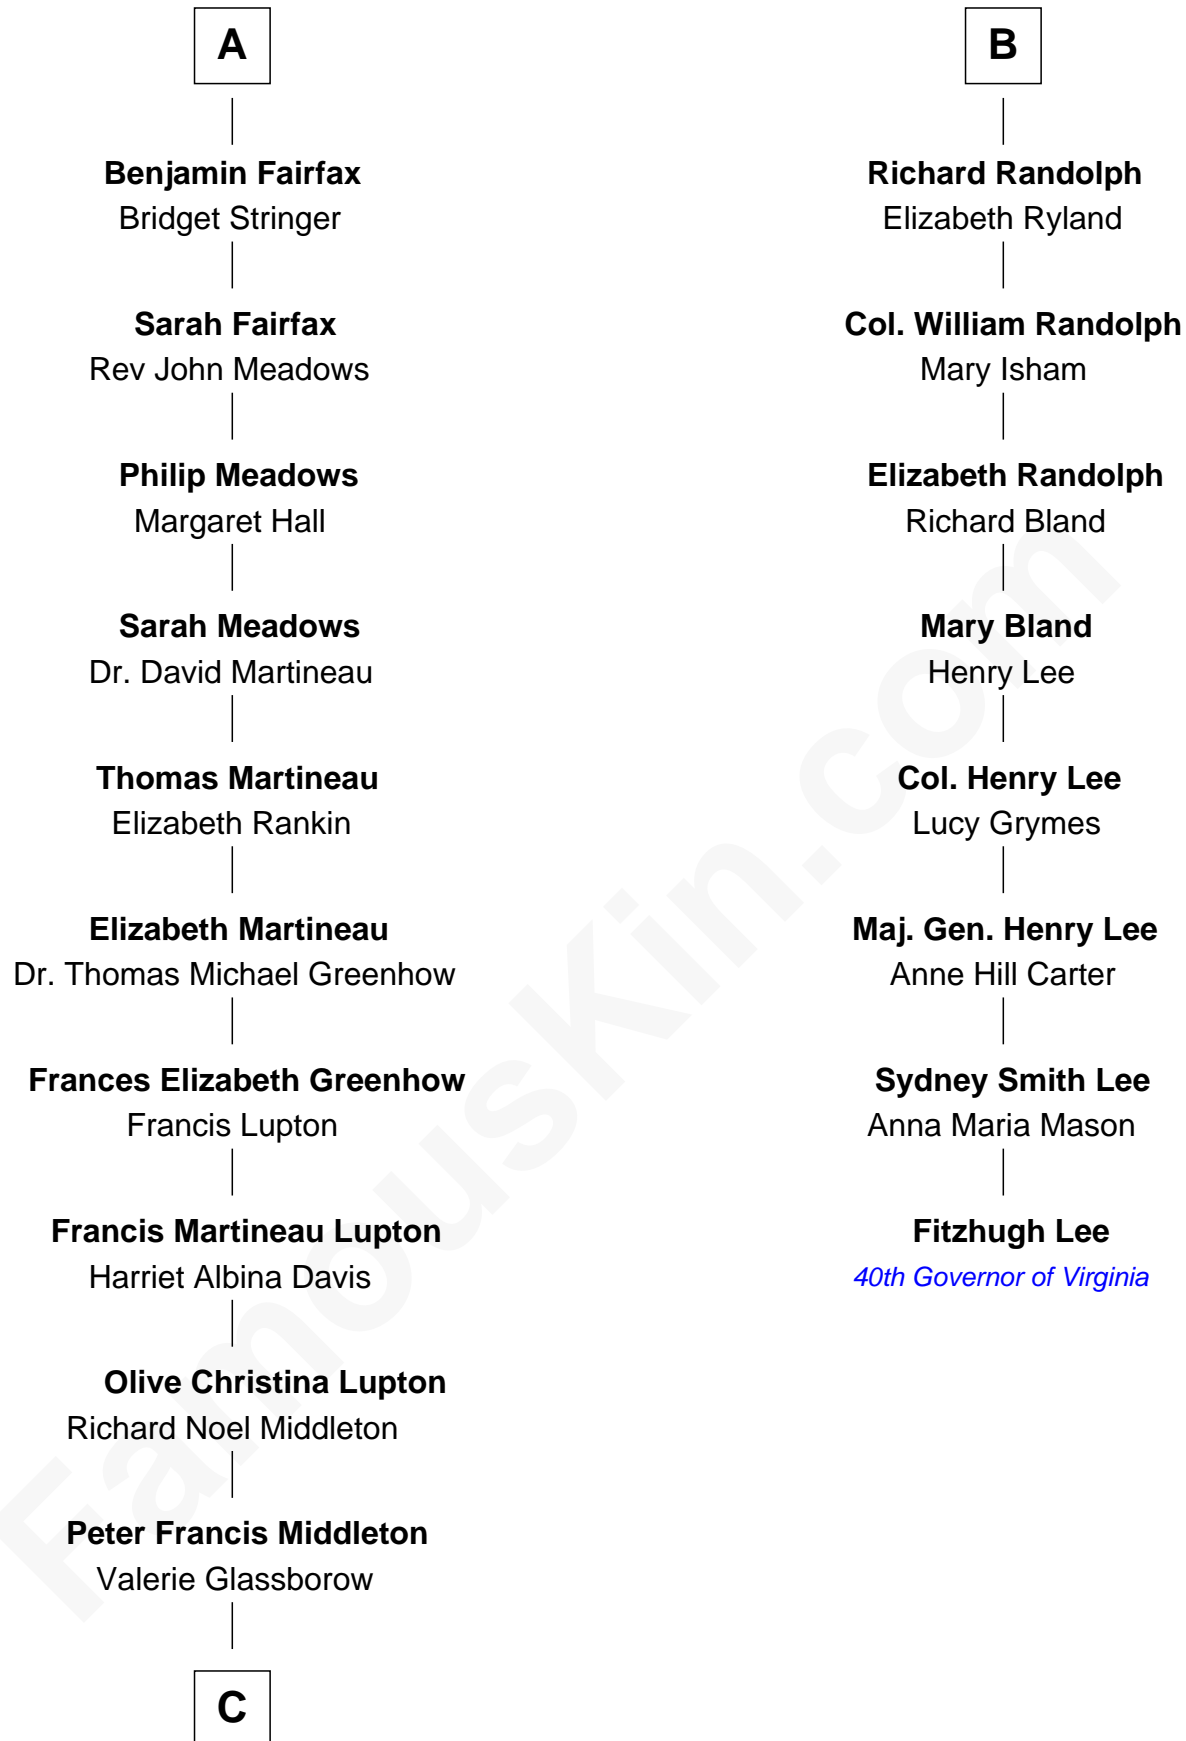 A
Benjamin Fairfax
Bridget Stringer
Sarah Fairfax
Rev John Meadows
Philip Meadows
Margaret Hall
Sarah Meadows
Dr. David Martineau
Thomas Martineau
Elizabeth Rankin
Elizabeth Martineau
Dr. Thomas Michael Greenhow
Frances Elizabeth Greenhow
Francis Lupton
Francis Martineau Lupton
Harriet Albina Davis
Olive Christina Lupton
Richard Noel Middleton
Peter Francis Middleton
Valerie Glassborow
C
B
Richard Randolph
Elizabeth Ryland
Col. William Randolph
Mary Isham
Elizabeth Randolph
Richard Bland
Mary Bland
Henry Lee
Col. Henry Lee
Lucy Grymes
Maj. Gen. Henry Lee
Anne Hill Carter
Sydney Smith Lee
Anna Maria Mason
Fitzhugh Lee
40th Governor of Virginia
FamousKin.com